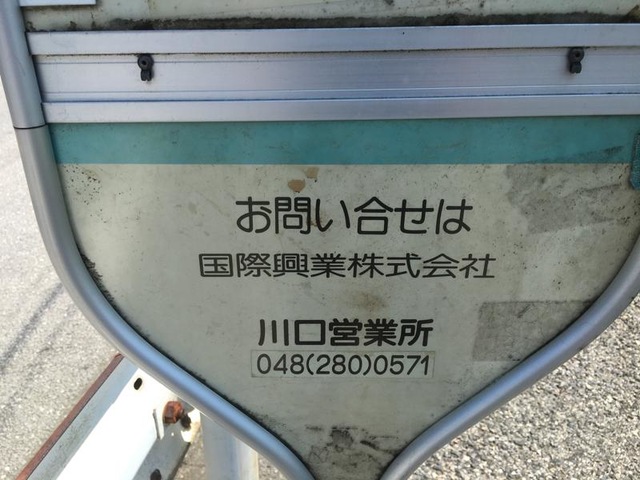 お問い合せは
国際興業株式会社
川口営業所
048(280)0571